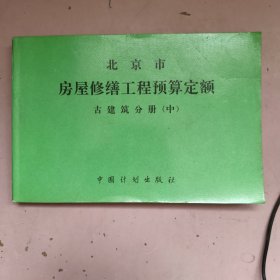 北京市
房屋修缮工程预算定额
古建筑分册（中）
中国计划出版社